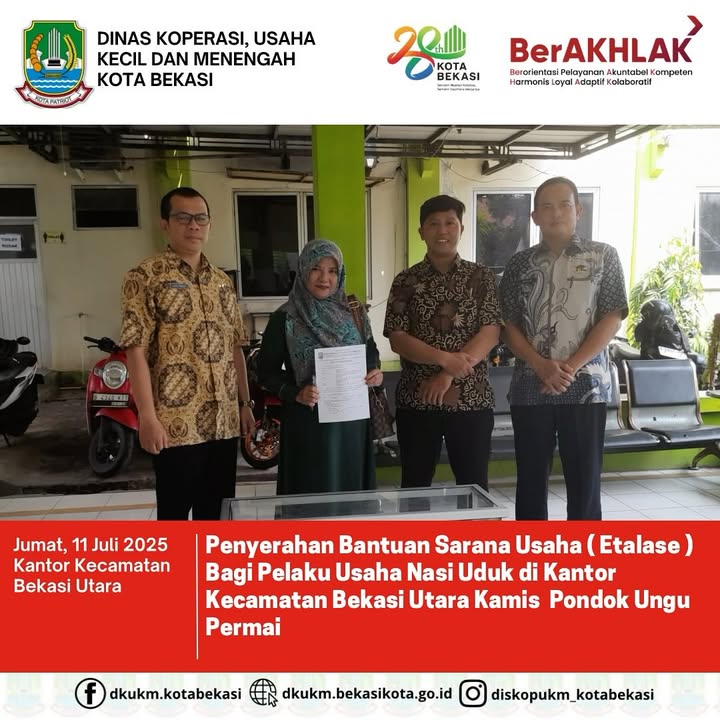 DINAS KOPERASI, USAHA
KECIL DAN MENENGAH
KOTA BEKASI
KOTA PATRIOT
28th
KOTA
BEKASI
BerAKHLAK
Berorientasi Pelayanan Akuntabel Kompeten
Harmonis Loyal Adaptif Kolaboratif
TOILET
Jumat, 11 Juli 2025
Kantor Kecamatan
Bekasi Utara
Penyerahan Bantuan Sarana Usaha ( Etalase )
Bagi Pelaku Usaha Nasi Uduk di Kantor
Kecamatan Bekasi Utara Kamis Pondok Ungu
Permai
dkukm.kotabekasi
dkukm.bekasikota.go.id
diskopukm_kotabekasi